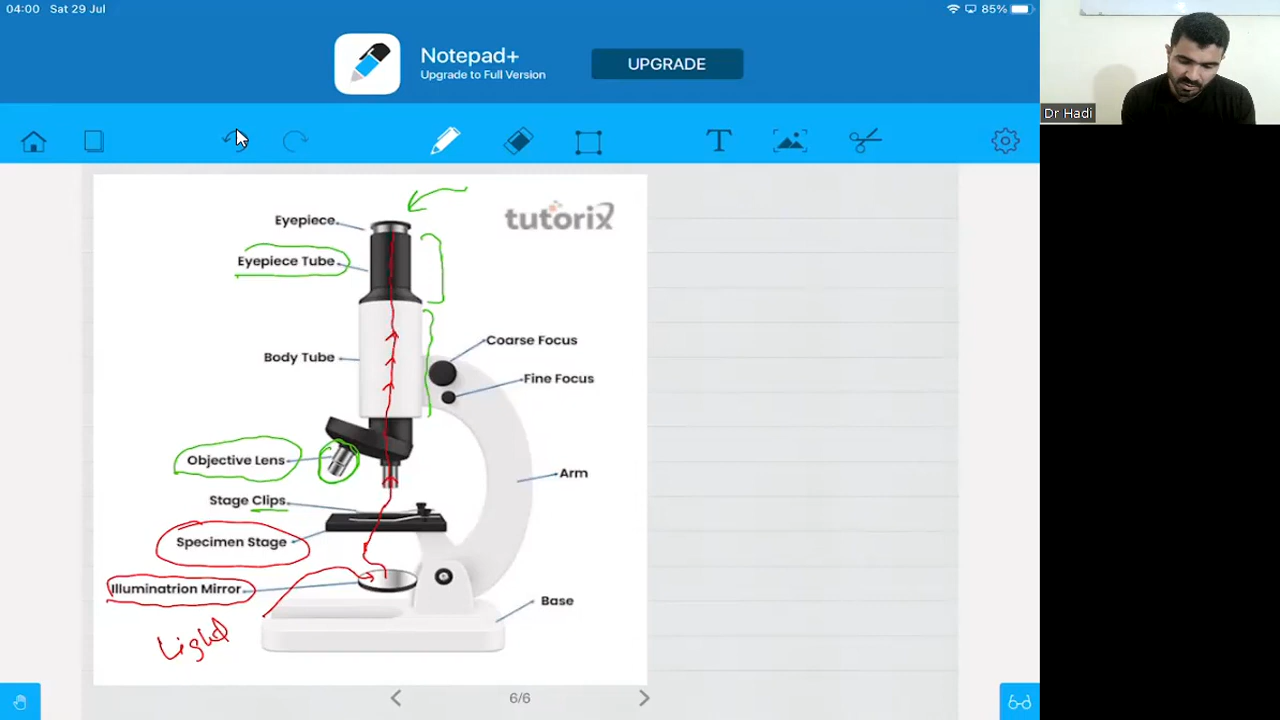 04:00 Sat 29 Jul
85%
Notepad+
Upgrade to Full Version
UPGRADE
Dr Hadi
tutorix
Eyepiece
Eyepiece Tube
Coarse Focus
Body Tube
Fine Focus
Objective Lens
Arm
Stage Clips
Specimen Stage
Illuminatrion Mirror
Base
Light
6/6